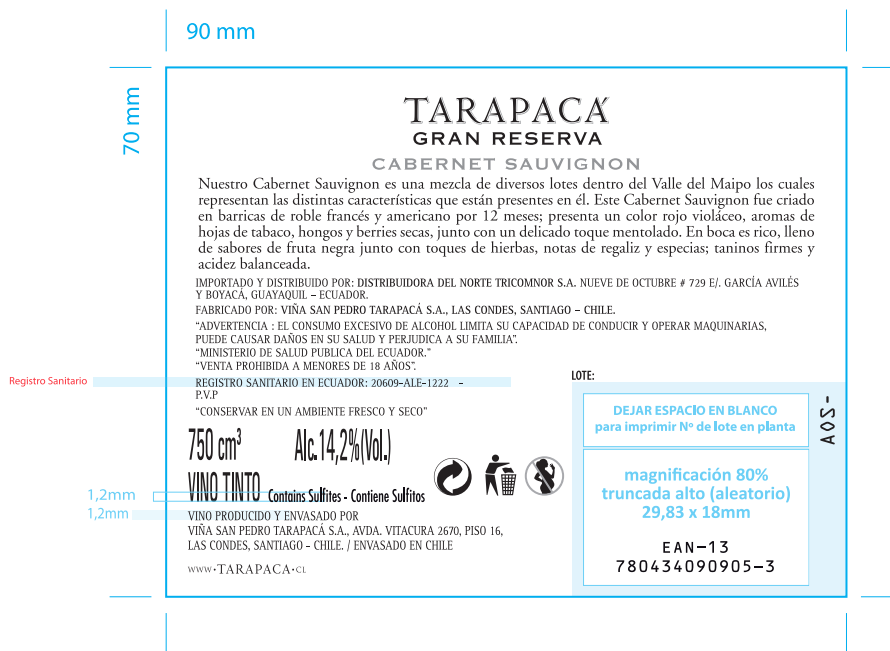 90 mm
70 mm
TARAPACÁ
GRAN RESERVA
CABERNET SAUVIGNON
Nuestro Cabernet Sauvignon es una mezcla de diversos lotes dentro del Valle del Maipo los cuales
representan las distintas características que están presentes en él. Este Cabernet Sauvignon fue criado
en barricas de roble francés y americano por 12 meses; presenta un color rojo violáceo, aromas de
hojas de tabaco, hongos y berries secas, junto con un delicado toque mentolado. En boca es rico, lleno
de sabores de fruta negra junto con toques de hierbas, notas de regaliz y especias; taninos firmes y
acidez balanceada.
IMPORTADO Y DISTRIBUIDO POR: DISTRIBUIDORA DEL NORTE TRICOMNOR S.A. NUEVE DE OCTUBRE # 729 E/. GARCÍA AVILÉS
Y BOYACÁ, GUAYAQUIL – ECUADOR.
FABRICADO POR: VIÑA SAN PEDRO TARAPACÁ S.A., LAS CONDES, SANTIAGO – CHILE.
“ADVERTENCIA : EL CONSUMO EXCESIVO DE ALCOHOL LIMITA SU CAPACIDAD DE CONDUCIR Y OPERAR MAQUINARIAS,
PUEDE CAUSAR DAÑOS EN SU SALUD Y PERJUDICA A SU FAMILIA”.
“MINISTERIO DE SALUD PUBLICA DEL ECUADOR.”
“VENTA PROHIBIDA A MENORES DE 18 AÑOS”.
Registro Sanitario
REGISTRO SANITARIO EN ECUADOR: 20609-ALE-1222 -
P.V.P
“CONSERVAR EN UN AMBIENTE FRESCO Y SECO”
750 cm³ Alc.14,2%(Vol.)
VINO TINTO Contains Sulfites - Contiene Sulfitos
1,2mm
1,2mm
VINO PRODUCIDO Y ENVASADO POR
VIÑA SAN PEDRO TARAPACÁ S.A., AVDA. VITACURA 2670, PISO 16,
LAS CONDES, SANTIAGO - CHILE. / ENVASADO EN CHILE
WWW•TARAPACA•CL
LOTE:
DEJAR ESPACIO EN BLANCO
para imprimir Nº de lote en planta
AOS-
-20A
magnificación 80%
truncada alto (aleatorio)
29,83 x 18mm
EAN-13
780434090905-3